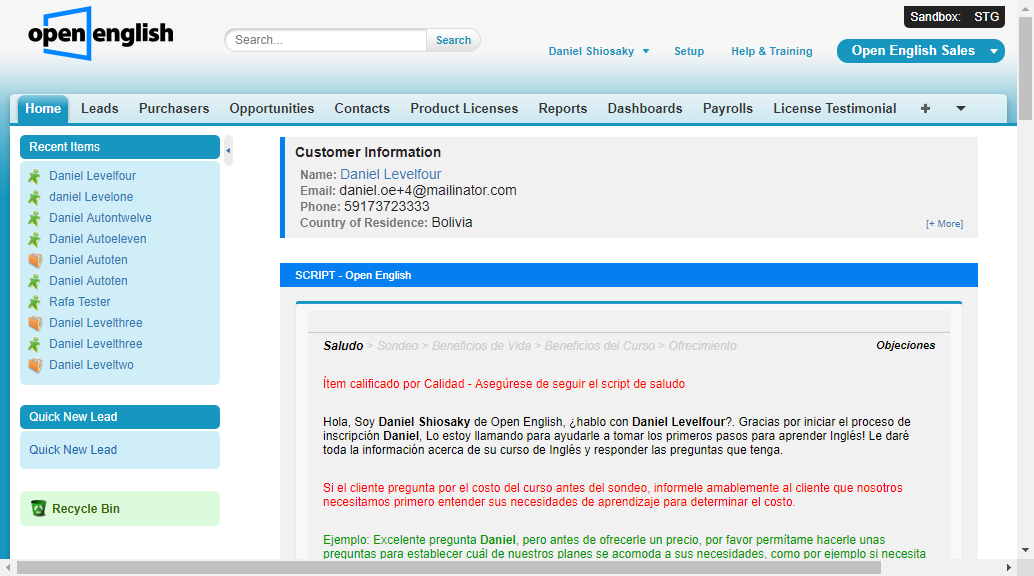 Sandbox: STG
open english
Search...
Search
Daniel Shiosaky
Setup
Help & Training
Open English Sales
Home
Leads
Purchasers
Opportunities
Contacts
Product Licenses
Reports
Dashboards
Payrolls
License Testimonial
+
Recent Items
Daniel Levelfour
daniel Levelone
Daniel Autontwelve
Daniel Autoeleven
Daniel Autoten
Daniel Autoten
Rafa Tester
Daniel Levelthree
Daniel Levelthree
Daniel Leveltwo
Quick New Lead
Quick New Lead
Recycle Bin
Customer Information
Name: Daniel Levelfour
Email: daniel.oe+4@mailinator.com
Phone: 59173723333
Country of Residence: Bolivia
[+ More]
SCRIPT - Open English
Saludo > Sondeo > Beneficios de Vida > Beneficios del Curso > Ofrecimiento
Objeciones
Ítem calificado por Calidad - Asegúrese de seguir el script de saludo
Hola, Soy Daniel Shiosaky de Open English, ¿hablo con Daniel Levelfour?. Gracias por iniciar el proceso de
inscripción Daniel, Lo estoy llamando para ayudarle a tomar los primeros pasos para aprender Inglés! Le daré
toda la información acerca de su curso de Inglés y responder las preguntas que tenga.
Si el cliente pregunta por el costo del curso antes del sondeo, informele amablemente al cliente que nosotros
necesitamos primero entender sus necesidades de aprendizaje para determinar el costo.
Ejemplo: Excelente pregunta Daniel, pero antes de ofrecerle un precio, por favor permítame hacerle unas
preguntas para establecer cuál de nuestros planes se acomoda a sus necesidades, como por ejemplo si necesita